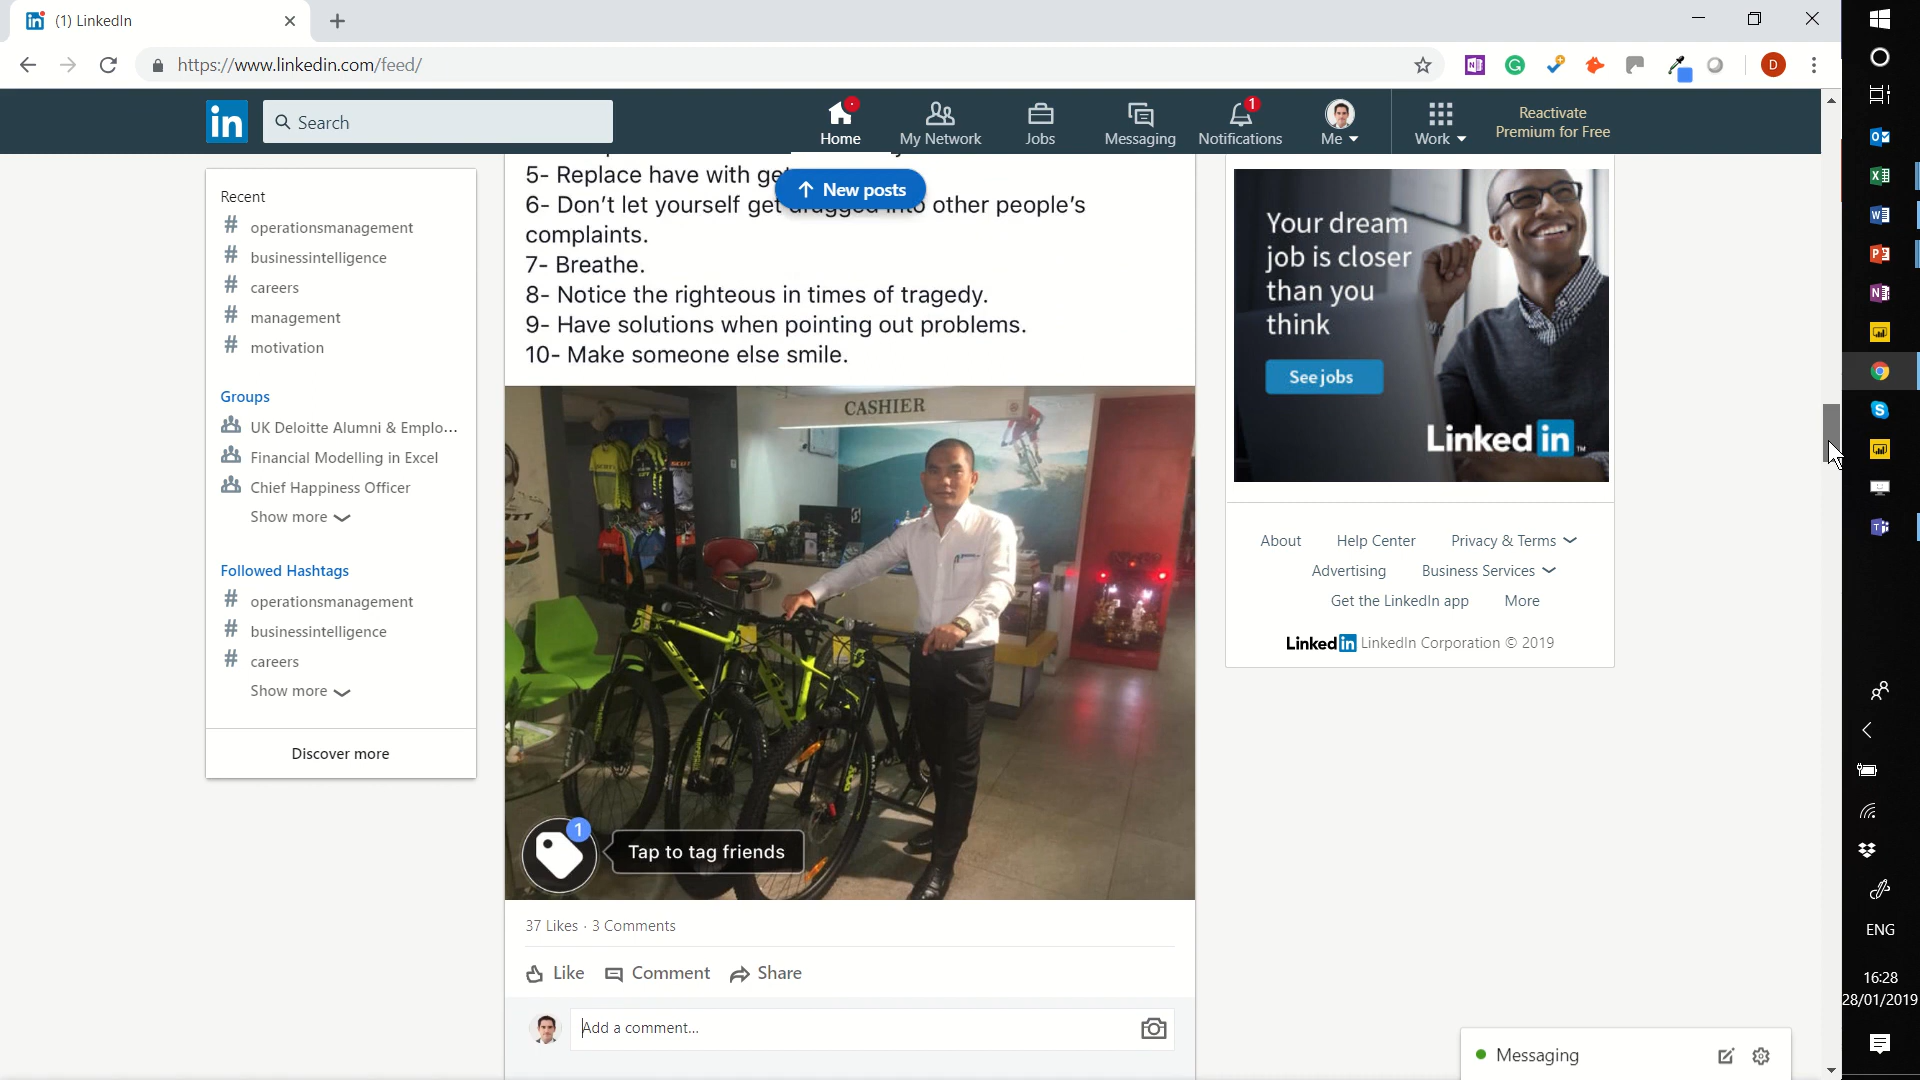 (1) LinkedIn
https://www.linkedin.com/feed/
D
in
Search
Home
My Network
Jobs
Messaging
1
Notifications
Me
Work
Reactivate
Premium for Free
Recent
# operationsmanagement
# businessintelligence
# careers
# management
# motivation
Groups
UK Deloitte Alumni & Emplo...
Financial Modelling in Excel
Chief Happiness Officer
Show more
Followed Hashtags
# operationsmanagement
# businessintelligence
# careers
Show more
Discover more
5- Replace have with
New posts
6- Don't let yourself get dragged into other people's
complaints.
7- Breathe.
8- Notice the righteous in times of tragedy.
9- Have solutions when pointing out problems.
10- Make someone else smile.
CASHIER
SCOTT
1
Tap to tag friends
37 Likes · 3 Comments
Like
Comment
Share
Add a comment...
Your dream
job is closer
than you
think
See jobs
Linked in
About
Help Center
Privacy & Terms
Advertising
Business Services
Get the LinkedIn app
More
Linked in LinkedIn Corporation © 2019
Messaging
ENG
16:28
28/01/2019